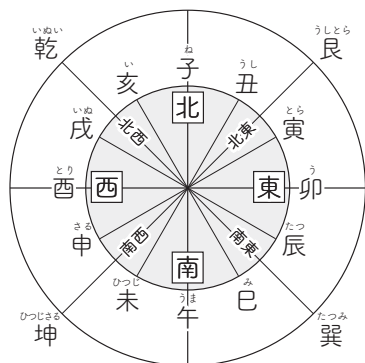 いぬい
乾
うしとら
艮
ね
子
い
亥
うし
丑
いぬ
戌
北
とら
寅
北西
北東
とり
酉
西
東
う
卯
さる
申
南西
南東
たつ
辰
南
ひつじ
未
うま
午
み
巳
ひつじさる
坤
たつみ
巽